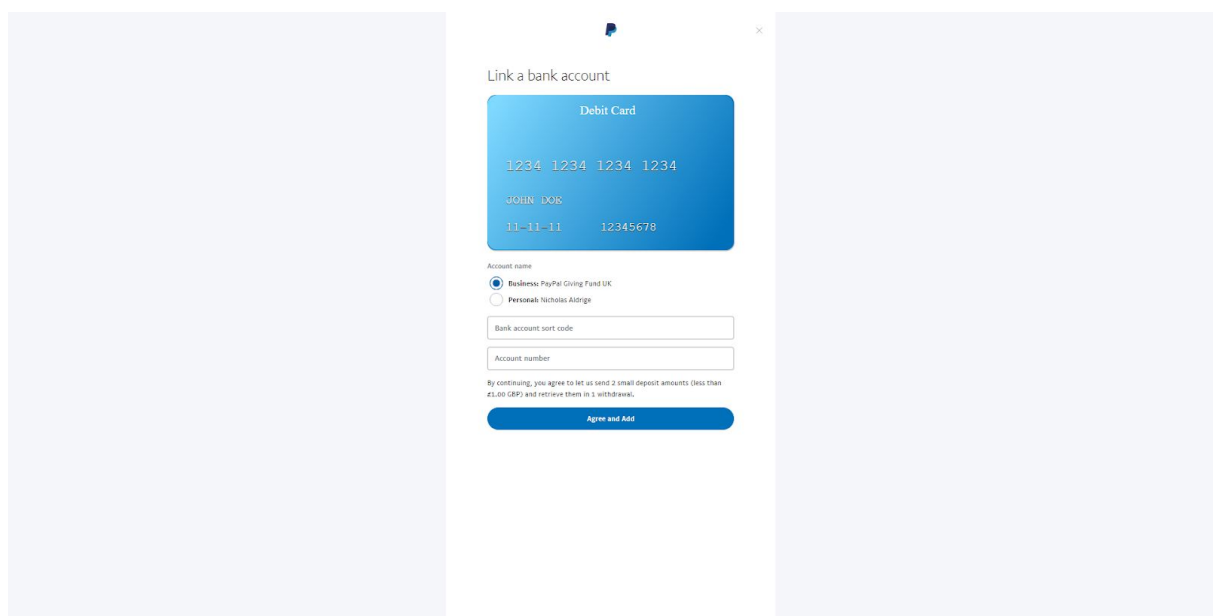 Link a bank account
Debit Card
1234 1234 1234 1234
JOHN DOE
11-11-11 12345678
Account name
Business: PayPal Giving Fund UK
Personal: Nicholas Aldrige
Bank account sort code
Account number
By continuing, you agree to let us send 2 small deposit amounts (less than
£1.00 GBP) and retrieve them in 1 withdrawal.
Agree and Add